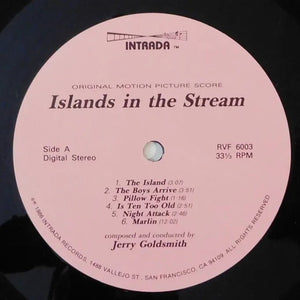 INTRADA TM
ORIGINAL MOTION PICTURE SCORE
Islands in the Stream
Side A
Digital Stereo
RVF 6003
33⅓ RPM
1. The Island (3:07)
2. The Boys Arrive (3:51)
3. Pillow Fight (1:16)
4. Is Ten Too Old (2:51)
5. Night Attack (2:46)
6. Marlin (12:02)
composed and conducted by
Jerry Goldsmith
℗ © 1986 INTRADA RECORDS, 1488 VALLEJO ST., SAN FRANCISCO, CA 94109. ALL RIGHTS RESERVED